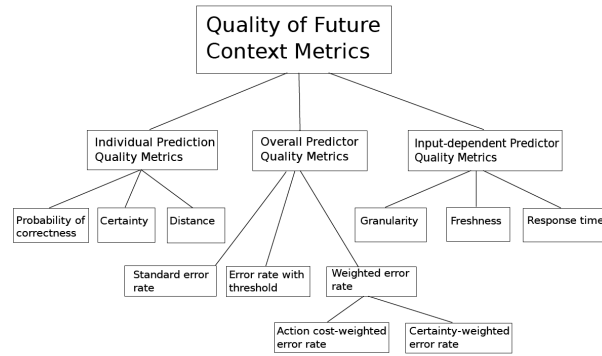 Quality of Future
Context Metrics
Individual Prediction
Quality Metrics
Overall Predictor
Quality Metrics
Input-dependent Predictor
Quality Metrics
Probability of
correctness
Certainty
Distance
Granularity
Freshness
Response time
Standard error
rate
Error rate with
threshold
Weighted error
rate
Action cost-weighted
error rate
Certainty-weighted
error rate